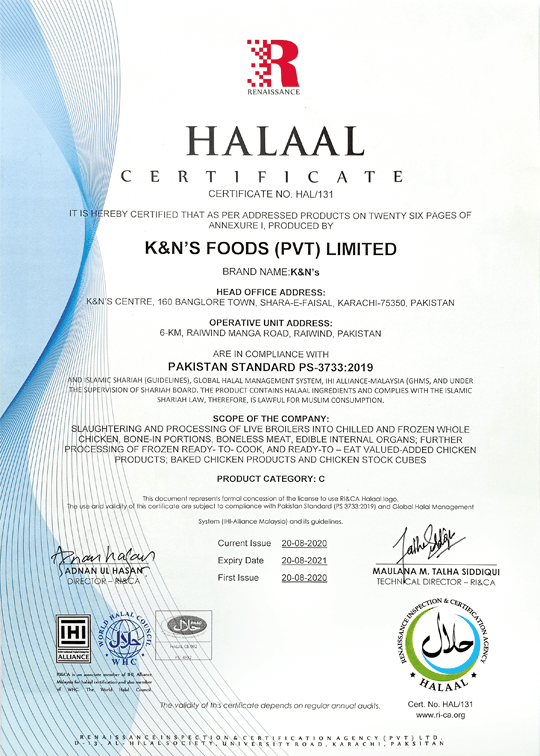 R
RENAISSANCE
HALAAL
CERTIFICATE
CERTIFICATE NO. HAL/131
IT IS HEREBY CERTIFIED THAT AS PER ADDRESSED PRODUCTS ON TWENTY SIX PAGES OF
ANNEXURE I, PRODUCED BY
K&N'S FOODS (PVT) LIMITED
BRAND NAME:K&N's
HEAD OFFICE ADDRESS:
K&N'S CENTRE, 160 BANGLORE TOWN, SHARA-E-FAISAL, KARACHI-75350, PAKISTAN
OPERATIVE UNIT ADDRESS:
6-KM, RAIWIND MANGA ROAD, RAIWIND, PAKISTAN
ARE IN COMPLIANCE WITH
PAKISTAN STANDARD PS-3733:2019
AND ISLAMIC SHARIAH (GUIDELINES), GLOBAL HALAL MANAGEMENT SYSTEM, IHI ALLIANCE-MALAYSIA (GHMS, AND UNDER
THE SUPERVISION OF SHARIAH BOARD. THE PRODUCT CONTAINS HALAAL INGREDIENTS AND COMPLIES WITH THE ISLAMIC
SHARIAH LAW, THEREFORE, IS LAWFUL FOR MUSLIM CONSUMPTION.
SCOPE OF THE COMPANY:
SLAUGHTERING AND PROCESSING OF LIVE BROILERS INTO CHILLED AND FROZEN WHOLE
CHICKEN, BONE-IN PORTIONS, BONELESS MEAT, EDIBLE INTERNAL ORGANS; FURTHER
PROCESSING OF FROZEN READY- TO- COOK, AND READY-TO – EAT VALUED-ADDED CHICKEN
PRODUCTS; BAKED CHICKEN PRODUCTS AND CHICKEN STOCK CUBES
PRODUCT CATEGORY: C
This document represents formal concession of the license to use RI&CA Halaal logo.
The use and validity of this certificate are subject to compliance with Pakistan Standard (PS 3733:2019) and Global Halal Management
System (IHI-Alliance Malaysia) and its guidelines.
Current Issue 20-08-2020
Expiry Date 20-08-2021
First Issue 20-08-2020
Adnan ul hasan
ADNAN UL HASAN
DIRECTOR – RI&CA
MAULANA M. TALHA SIDDIQUI
TECHNICAL DIRECTOR – RI&CA
IHI
ALLIANCE
WORLD HALAL COUNCIL
حلال
WHC
حلال
RI&CA is an associate member of IHI Alliance
Malaysia for halal certification and also member
of WHC The World Halal Council.
RENAISSANCE INSPECTION & CERTIFICATION AGENCY
حلال
HALAAL
Cert. No. HAL/131
www.ri-ca.org
The validity of this certificate depends on regular annual audits.
RENAISSANCE INSPECTION & CERTIFICATION AGENCY (PVT) LTD.
D-13, AL-HILAL SOCIETY, UNIVERSITY ROAD, KARACHI, PAKISTAN